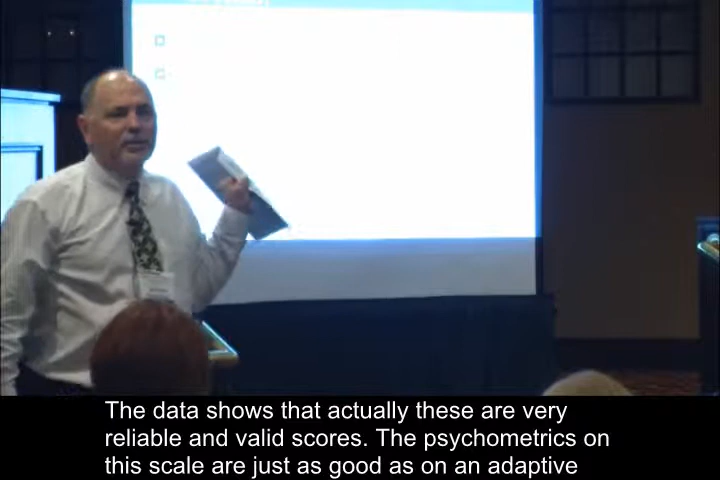 The data shows that actually these are very
reliable and valid scores. The psychometrics on
this scale are just as good as on an adaptive